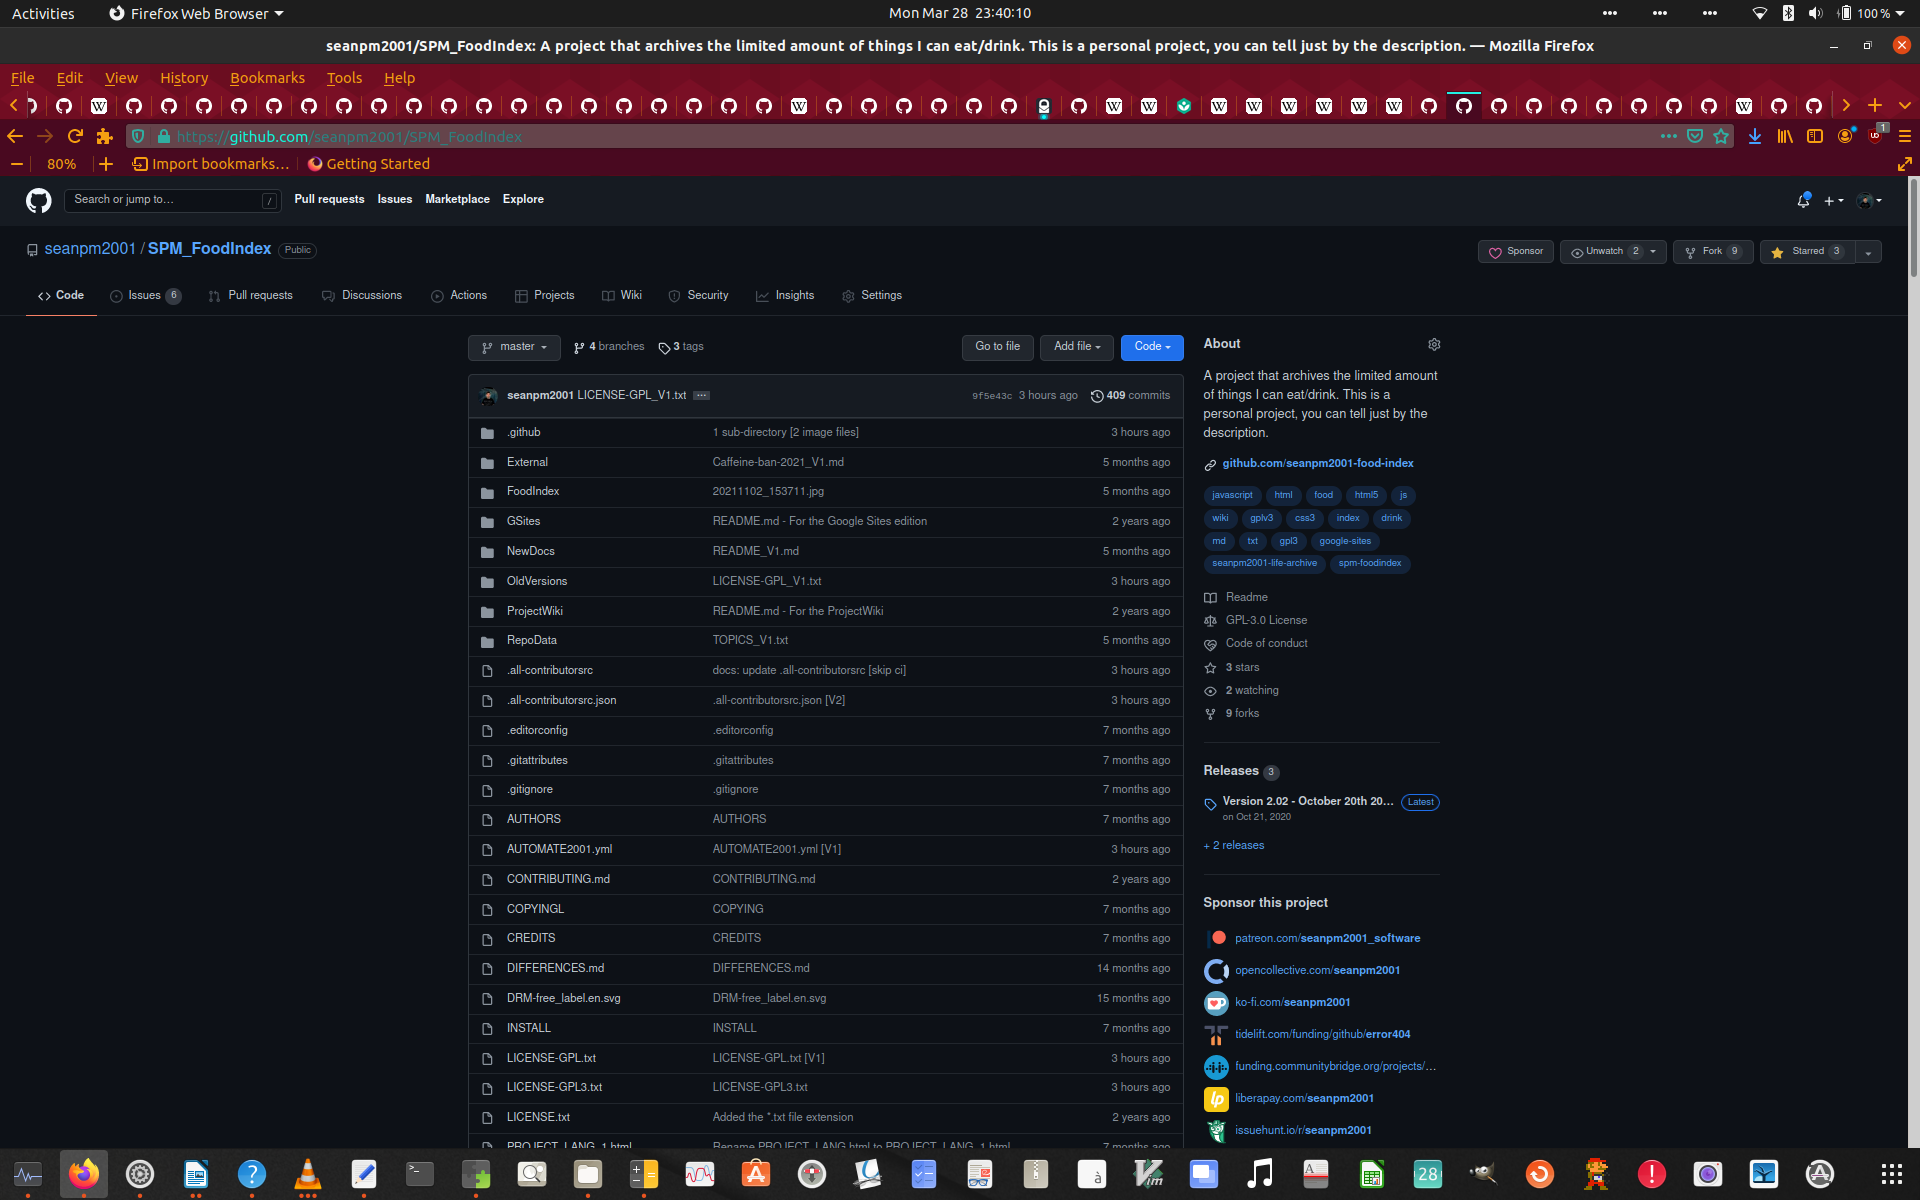 Activities
Firefox Web Browser
Mon Mar 28 23:40:10
100 %
seanpm2001/SPM_FoodIndex: A project that archives the limited amount of things I can eat/drink. This is a personal project, you can tell just by the description. — Mozilla Firefox
File Edit View History Bookmarks Tools Help
https://github.com/seanpm2001/SPM_FoodIndex
1
80%
Import bookmarks...
Getting Started
Search or jump to...
/
Pull requests Issues Marketplace Explore
seanpm2001 / SPM_FoodIndex Public
Sponsor
Unwatch 2
Fork 9
Starred 3
Code
Issues 6
Pull requests
Discussions
Actions
Projects
Wiki
Security
Insights
Settings
master
4 branches
3 tags
Go to file
Add file
Code
seanpm2001 LICENSE-GPL_V1.txt ... 9f5e43c 3 hours ago 409 commits
.github 1 sub-directory [2 image files] 3 hours ago
External Caffeine-ban-2021_V1.md 5 months ago
FoodIndex 20211102_153711.jpg 5 months ago
GSites README.md - For the Google Sites edition 2 years ago
NewDocs README_V1.md 5 months ago
OldVersions LICENSE-GPL_V1.txt 3 hours ago
ProjectWiki README.md - For the ProjectWiki 2 years ago
RepoData TOPICS_V1.txt 5 months ago
.all-contributorsrc docs: update .all-contributorsrc [skip ci] 3 hours ago
.all-contributorsrc.json .all-contributorsrc.json [V2] 3 hours ago
.editorconfig .editorconfig 7 months ago
.gitattributes .gitattributes 7 months ago
.gitignore .gitignore 7 months ago
AUTHORS AUTHORS 7 months ago
AUTOMATE2001.yml AUTOMATE2001.yml [V1] 3 hours ago
CONTRIBUTING.md CONTRIBUTING.md 2 years ago
COPYINGL COPYING 7 months ago
CREDITS CREDITS 7 months ago
DIFFERENCES.md DIFFERENCES.md 14 months ago
DRM-free_label.en.svg DRM-free_label.en.svg 15 months ago
INSTALL INSTALL 7 months ago
LICENSE-GPL.txt LICENSE-GPL.txt [V1] 3 hours ago
LICENSE-GPL3.txt LICENSE-GPL3.txt 3 hours ago
LICENSE.txt Added the *.txt file extension 2 years ago
PROJECT_LANG_1.html Rename PROJECT_LANG.html to PROJECT_LANG_1.html 7 months ago
About
A project that archives the limited amount
of things I can eat/drink. This is a
personal project, you can tell just by the
description.
github.com/seanpm2001-food-index
javascript html food html5 js
wiki gplv3 css3 index drink
md txt gpl3 google-sites
seanpm2001-life-archive spm-foodindex
Readme
GPL-3.0 License
Code of conduct
3 stars
2 watching
9 forks
Releases 3
Version 2.02 - October 20th 20... Latest
on Oct 21, 2020
+ 2 releases
Sponsor this project
patreon.com/seanpm2001_software
opencollective.com/seanpm2001
ko-fi.com/seanpm2001
tidelift.com/funding/github/error404
funding.communitybridge.org/projects/...
liberapay.com/seanpm2001
issuehunt.io/r/seanpm2001
28